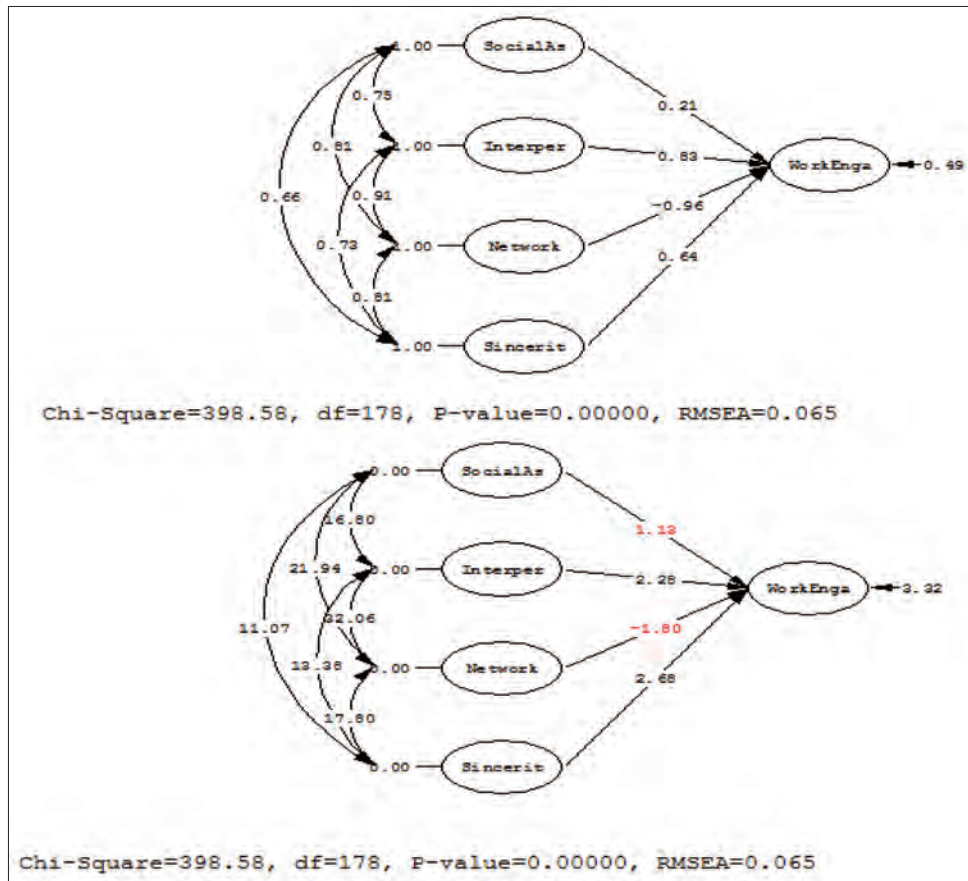 1.00 SocialAs
0.75 0.21
0.81 1.00 Interper 0.83 WorkEnga 0.49
0.66 0.91 -0.96
0.73 1.00 Network 0.64
0.81
1.00 Sincerit
Chi-Square=398.58, df=178, P-value=0.00000, RMSEA=0.065
0.00 SocialAs
16.80 1.13
21.94 0.00 Interper 2.28 WorkEnga 3.32
11.07 32.06 -1.80
13.36 0.00 Network 2.68
17.80
0.00 Sincerit
Chi-Square=398.58, df=178, P-value=0.00000, RMSEA=0.065